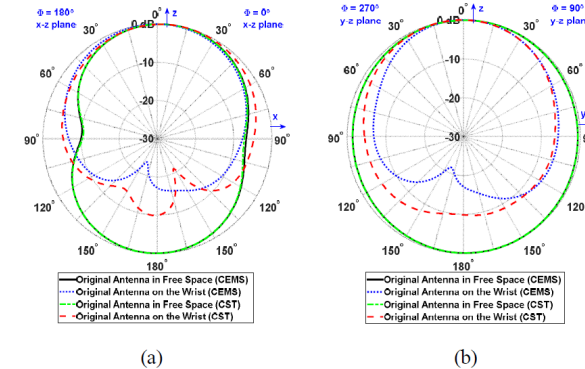 Φ = 180°
x-z plane
0°
z
Φ = 0°
x-z plane
30°
0 dB
30°
-10
60°
60°
-20
x
90°
-30
90°
120°
120°
150°
150°
180°
Original Antenna in Free Space (CEMS)
Original Antenna on the Wrist (CEMS)
Original Antenna in Free Space (CST)
Original Antenna on the Wrist (CST)
(a)
Φ = 270°
y-z plane
0°
z
Φ = 90°
y-z plane
30°
0 dB
30°
-10
60°
60°
-20
y
90°
-30
9
120°
120°
150°
150°
180°
Original Antenna in Free Space (CEMS)
Original Antenna on the Wrist (CEMS)
Original Antenna in Free Space (CST)
Original Antenna on the Wrist (CST)
(b)